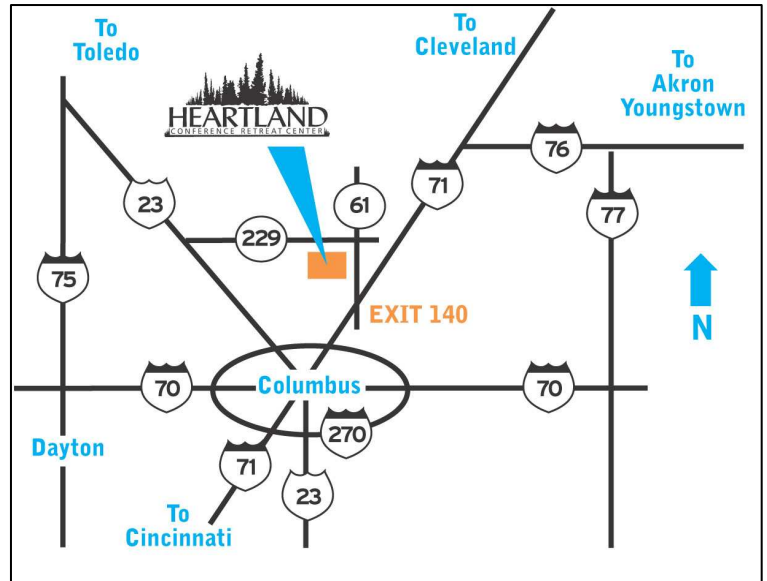 To
Toledo
To
Cleveland
To
Akron
Youngstown
HEARTLAND
CONFERENCE RETREAT CENTER
76
71
23
61
77
229
75
EXIT 140
N
70
Columbus
70
Dayton
270
71
23
To
Cincinnati